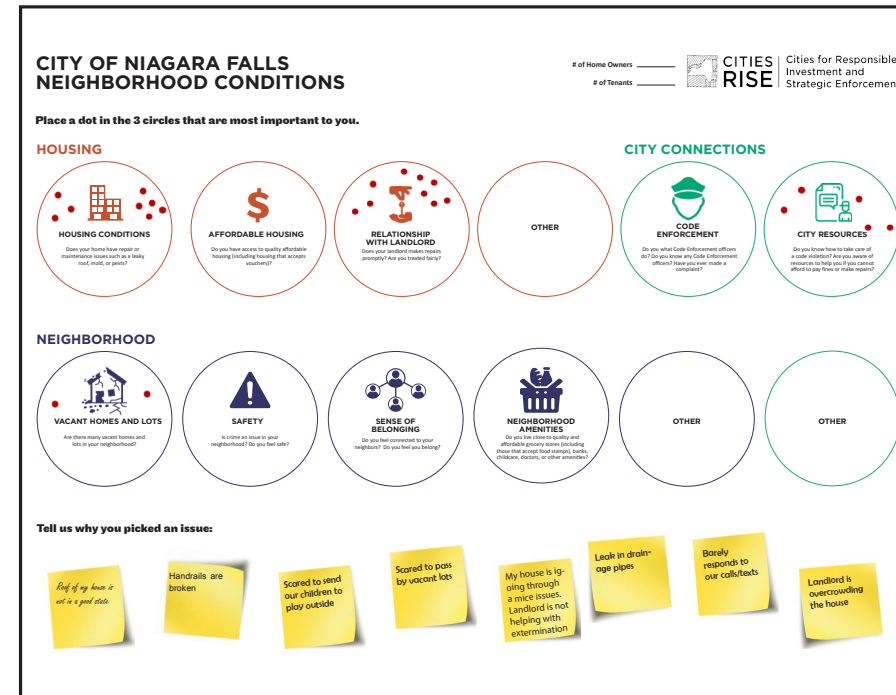 CITY OF NIAGARA FALLS
NEIGHBORHOOD CONDITIONS
# of Home Owners
# of Tenants
CITIES
RISE
Cities for Responsible
Investment and
Strategic Enforcemen
Place a dot in the 3 circles that are most important to you.
HOUSING
HOUSING CONDITIONS
Does your home have repair or
maintenance issues such as a leaky
roof, mold, or pests?
$
AFFORDABLE HOUSING
Do you have access to quality affordable
housing (including housing that accepts
vouchers)?
RELATIONSHIP
WITH LANDLORD
Does your landlord makes repairs
promptly? Are you treated fairly?
OTHER
CITY CONNECTIONS
CODE
ENFORCEMENT
Do you what Code Enforcement officers
do? Do you know any Code Enforcement
officers? Have you ever made a
complaint?
CITY RESOURCES
Do you know how to take care of
a code violation? Are you aware of
resources to help you if you cannot
afford to pay fines or make repairs?
NEIGHBORHOOD
VACANT HOMES AND LOTS
Are there many vacant homes and
lots in your neighborhood?
SAFETY
Is crime an issue in your
neighborhood? Do you feel safe?
SENSE OF
BELONGING
Do you feel connected to your
neighbors? Do you feel you belong?
NEIGHBORHOOD
AMENITIES
Do you live close to quality and
affordable grocery stores (including
those that accept food stamps), banks,
childcare, doctors, or other amenities?
OTHER
OTHER
Tell us why you picked an issue:
Roof of my house is
not in a good state
Handrails are
broken
Scared to send
our children to
play outside
Scared to pass
by vacant lots
My house is ig-
oing through
a mice issues.
Landlord is not
helping with
extermination
Leak in drain-
age pipes
Barely
responds to
our calls/texts
Landlord is
overcrowding
the house